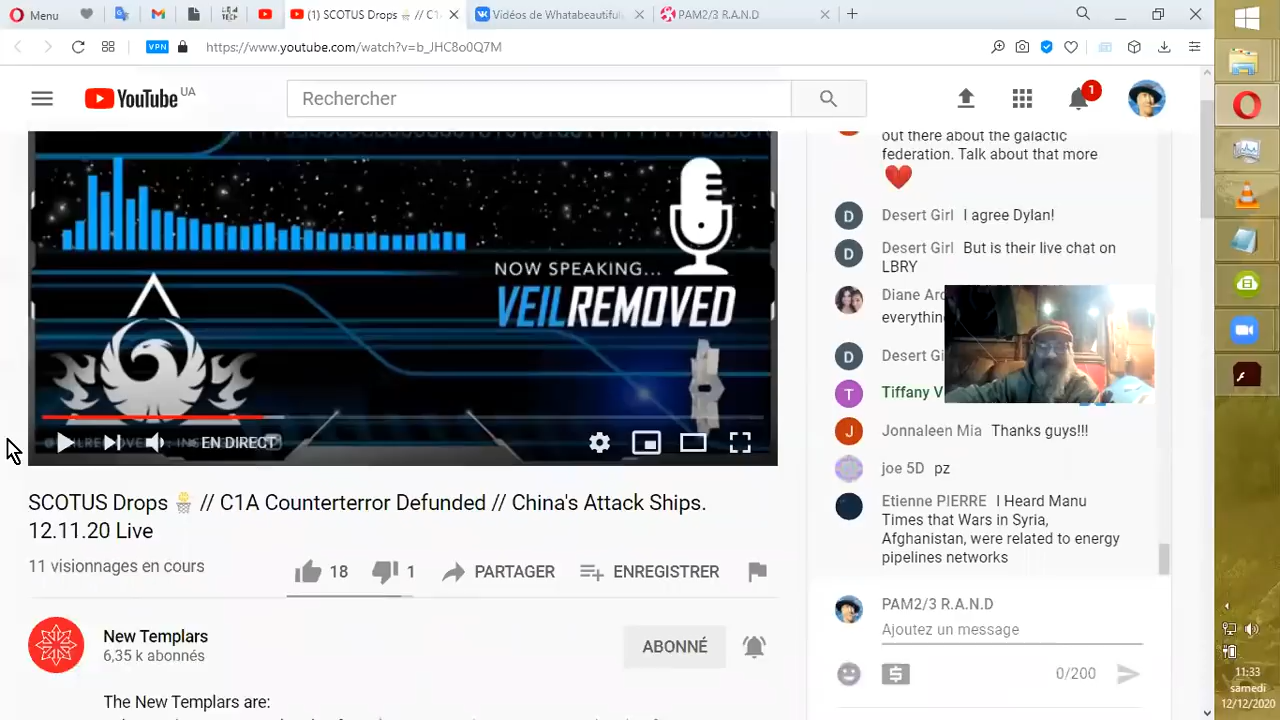 Menu
(1) SCOTUS Drops 🗑 // C1
Vidéos de Whatabeautiful
PAM2/3 R.A.N.D
VPN
https://www.youtube.com/watch?v=b_JHC8o0Q7M
YouTube UA
Rechercher
1
out there about the galactic
federation. Talk about that more
Desert Girl I agree Dylan!
Desert Girl But is their live chat on
LBRY
Diane Arc
everything
Desert Gi
Tiffany V
Jonnaleen Mia Thanks guys!!!
joe 5D pz
Etienne PIERRE I Heard Manu
Times that Wars in Syria,
Afghanistan, were related to energy
pipelines networks
PAM2/3 R.A.N.D
Ajoutez un message
0/200
NOW SPEAKING...
VEILREMOVED
EN DIRECT
SCOTUS Drops // C1A Counterterror Defunded // China's Attack Ships.
12.11.20 Live
11 visionnages en cours
18
1
PARTAGER
ENREGISTRER
New Templars
6,35 k abonnés
ABONNÉ
The New Templars are:
11:33
samedi
12/12/2020